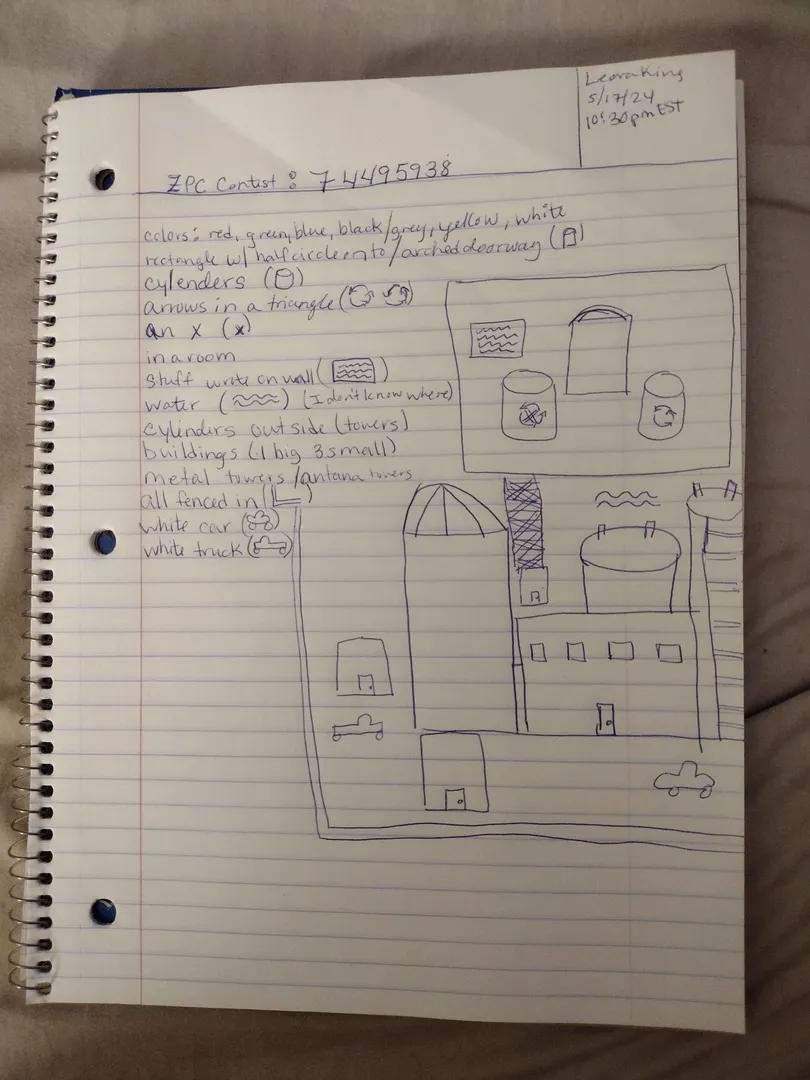 Leora King
5/17/24
10:30pm EST
ZPC Contist: 74495938
colors: red, green, blue, black/grey, yellow, white
rectangle w/ half circle on to/arched doorway ( )
cylenders ( )
arrows in a triangle ( )
an x (x)
in a room
stuff wrote on wall ( )
water ( ) (I don't know where)
cylinders outside (towers)
buildings (1 big 3 small)
metal towers/antana towers
all fenced in ( )
white car ( )
white truck ( )